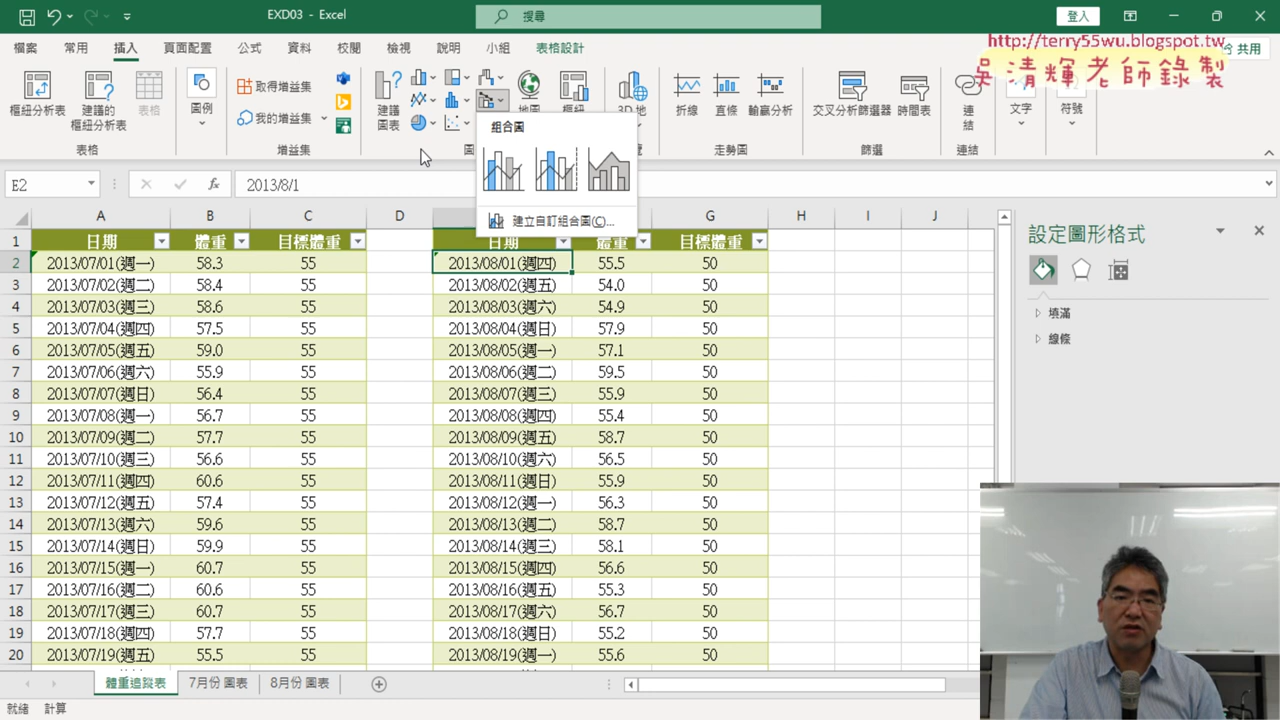 EXD03 - Excel
搜尋
登入
http://terry55wu.blogspot.tw
吳清輝老師錄製
檔案 常用 插入 頁面配置 公式 資料 校閱 檢視 說明 小組 表格設計 共用
樞紐分析表 建議的樞紐分析表 表格 圖例 取得增益集 我的增益集 建議圖表 地圖 折線 直條 輸贏分析 交叉分析篩選器 時間表 連結 文字 符號
表格 增益集 走勢圖 篩選 連結
組合圖
建立自訂組合圖(C)...
E2 fx 2013/8/1
A B C D G H I J
1 日期 體重 目標體重 日期 體重 目標體重
2 2013/07/01(週一) 58.3 55 2013/08/01(週四) 55.5 50
3 2013/07/02(週二) 58.4 55 2013/08/02(週五) 54.0 50
4 2013/07/03(週三) 58.6 55 2013/08/03(週六) 54.9 50
5 2013/07/04(週四) 57.5 55 2013/08/04(週日) 57.9 50
6 2013/07/05(週五) 59.0 55 2013/08/05(週一) 57.1 50
7 2013/07/06(週六) 55.9 55 2013/08/06(週二) 59.5 50
8 2013/07/07(週日) 56.4 55 2013/08/07(週三) 55.9 50
9 2013/07/08(週一) 56.7 55 2013/08/08(週四) 55.4 50
10 2013/07/09(週二) 57.7 55 2013/08/09(週五) 58.7 50
11 2013/07/10(週三) 56.6 55 2013/08/10(週六) 56.5 50
12 2013/07/11(週四) 60.6 55 2013/08/11(週日) 55.9 50
13 2013/07/12(週五) 57.4 55 2013/08/12(週一) 56.3 50
14 2013/07/13(週六) 59.6 55 2013/08/13(週二) 58.7 50
15 2013/07/14(週日) 59.9 55 2013/08/14(週三) 58.1 50
16 2013/07/15(週一) 60.7 55 2013/08/15(週四) 56.6 50
17 2013/07/16(週二) 60.6 55 2013/08/16(週五) 55.3 50
18 2013/07/17(週三) 60.7 55 2013/08/17(週六) 56.7 50
19 2013/07/18(週四) 57.7 55 2013/08/18(週日) 55.2 50
20 2013/07/19(週五) 55.5 55 2013/08/19(週一) 55.6 50
設定圖形格式
填滿
線條
體重追蹤表 7月份 圖表 8月份 圖表
就緒 計算